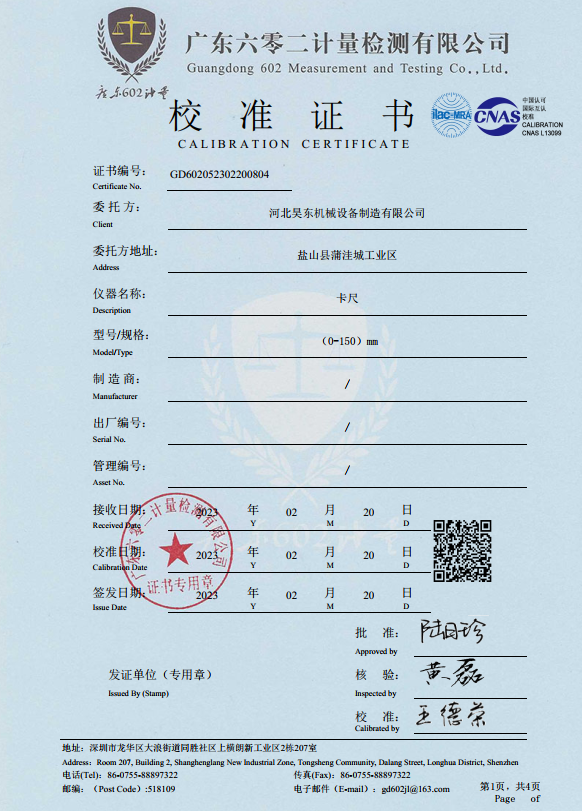 广东六零二计量检测有限公司
Guangdong 602 Measurement and Testing Co.,Ltd.
广东602计量
校准证书
CALIBRATION CERTIFICATE
ilac-MRA
CNAS
中国认可
国际互认
校准
CALIBRATION
CNAS L13099
证书编号: GD602052302200804
Certificate No.
委托方: 河北昊东机械设备制造有限公司
Client
委托方地址: 盐山县蒲洼城工业区
Address
仪器名称: 卡尺
Description
型号/规格: (0-150)mm
Model/Type
制造商: /
Manufacturer
出厂编号: /
Serial No.
管理编号: /
Asset No.
接收日期: 2023 年 02 月 20 日
Received Date Y M D
校准日期: 2023 年 02 月 20 日
Calibration Date Y M D
签发日期: 2023 年 02 月 20 日
Issue Date Y M D
广东六零二计量检测有限公司
证书专用章
批准: 陆日珍
Approved by
发证单位（专用章） 核验: 黄磊
Issued By (Stamp) Inspected by
校准: 王德荣
Calibrated by
地址：深圳市龙华区大浪街道同胜社区上横朗新工业区2栋207室
Address: Room 207, Building 2, Shanghenglang New Industrial Zone, Tongsheng Community, Dalang Street, Longhua District, Shenzhen
电话(Tel): 86-0755-88897322 传真(Fax): 86-0755-88897322
邮编: (Post Code):518109 电子邮件（E-mail）: gd602jl@163.com
第1页，共4页
Page of